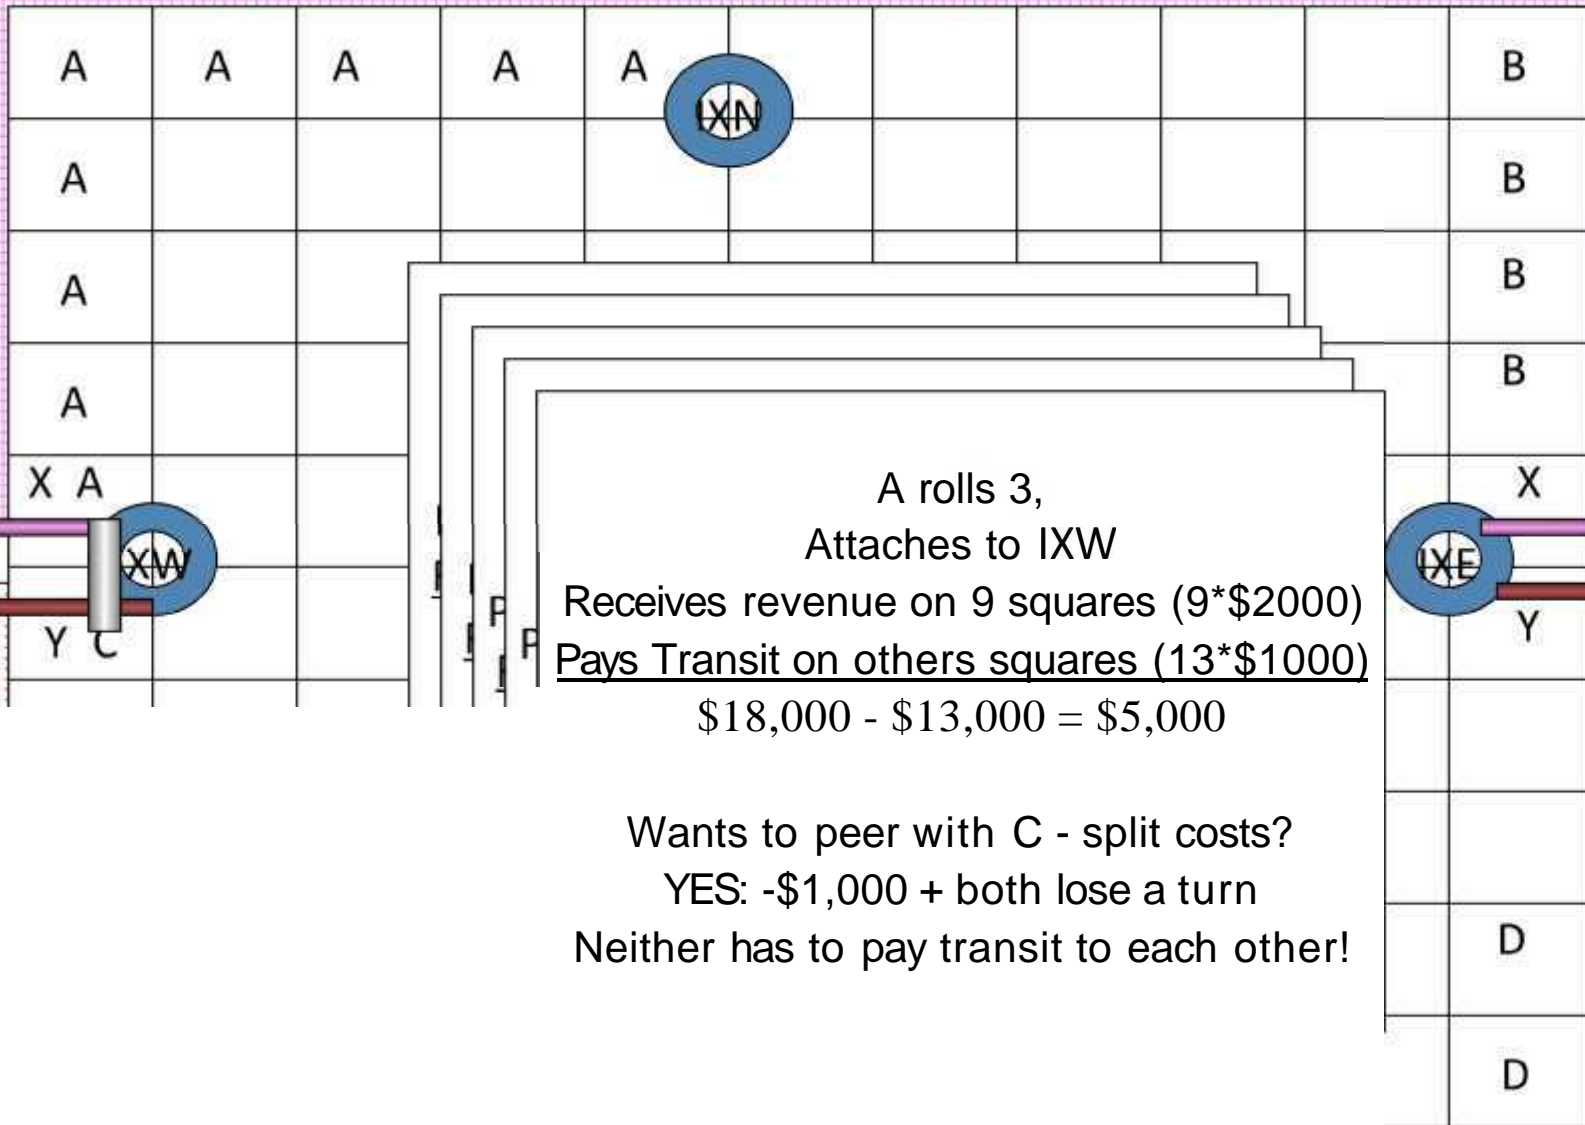 A A A A A B
IXN
A B
A B
A B
X A X
XW IXE
Y C Y
A rolls 3,
Attaches to IXW
Receives revenue on 9 squares (9*$2000)
Pays Transit on others squares (13*$1000)
$18,000 - $13,000 = $5,000
Wants to peer with C - split costs?
YES: -$1,000 + both lose a turn
Neither has to pay transit to each other!
D
D